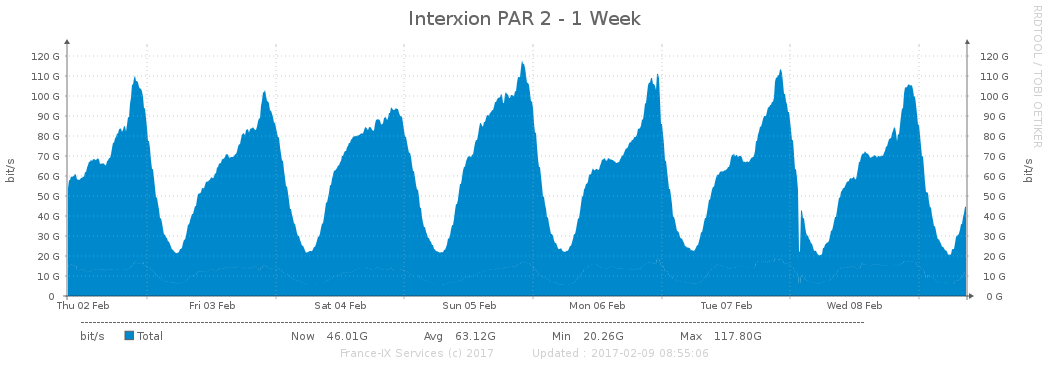 Interxion PAR 2 - 1 Week
RRDTOOL / TOBI OETIKER
bit/s
120 G 120 G
110 G 110 G
100 G 100 G
90 G 90 G
80 G 80 G
70 G 70 G
60 G 60 G
50 G 50 G
40 G 40 G
30 G 30 G
20 G 20 G
10 G 10 G
0 0 G
bit/s
Thu 02 Feb Fri 03 Feb Sat 04 Feb Sun 05 Feb Mon 06 Feb Tue 07 Feb Wed 08 Feb
bit/s Total Now 46.01G Avg 63.12G Min 20.26G Max 117.80G
France-IX Services (c) 2017 Updated : 2017-02-09 08:55:06